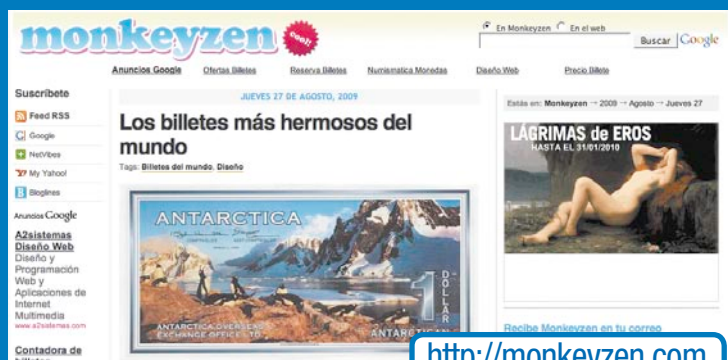 monkeyzen cool!
En Monkeyzen En el web
Buscar Google
Anuncios Google Ofertas Billetes Reserva Billetes Numismatica Monedas Diseño Web Precio Billete
Suscríbete
Feed RSS
Google
NetVibes
My Yahoo!
Bloglines
Anuncios Google
A2sistemas
Diseño Web
Diseño y
Programación
Web y
Aplicaciones de
Internet
Multimedia
www.a2sistemas.com
Contadora de
JUEVES 27 DE AGOSTO, 2009
Los billetes más hermosos del
mundo
Tags: Billetes del mundo, Diseño
ANTARCTICA
1
DOLLAR
ANTARCTICA OVERSEAS
EXCHANGE OFFICE LTD.
Estás en: Monkeyzen → 2009 → Agosto → Jueves 27
LÁGRIMAS de EROS
HASTA EL 31/01/2010
Recibe Monkeyzen en tu correo
http://monkeyzen.com